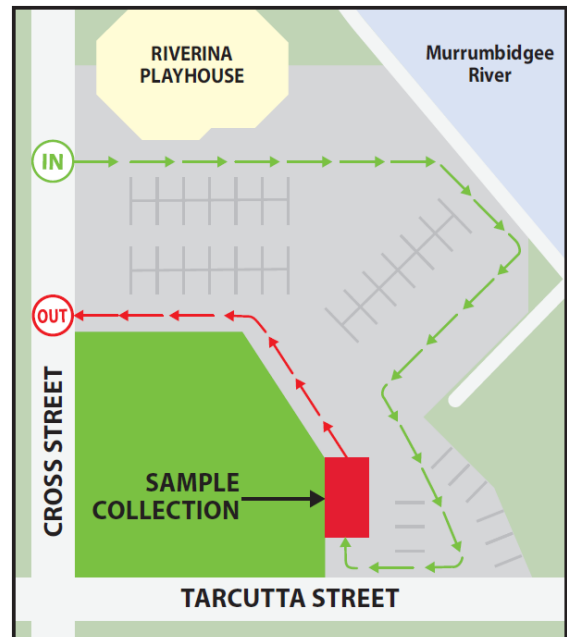 RIVERINA
PLAYHOUSE
Murrumbidgee
River
IN
OUT
CROSS STREET
SAMPLE
COLLECTION
TARCUTTA STREET